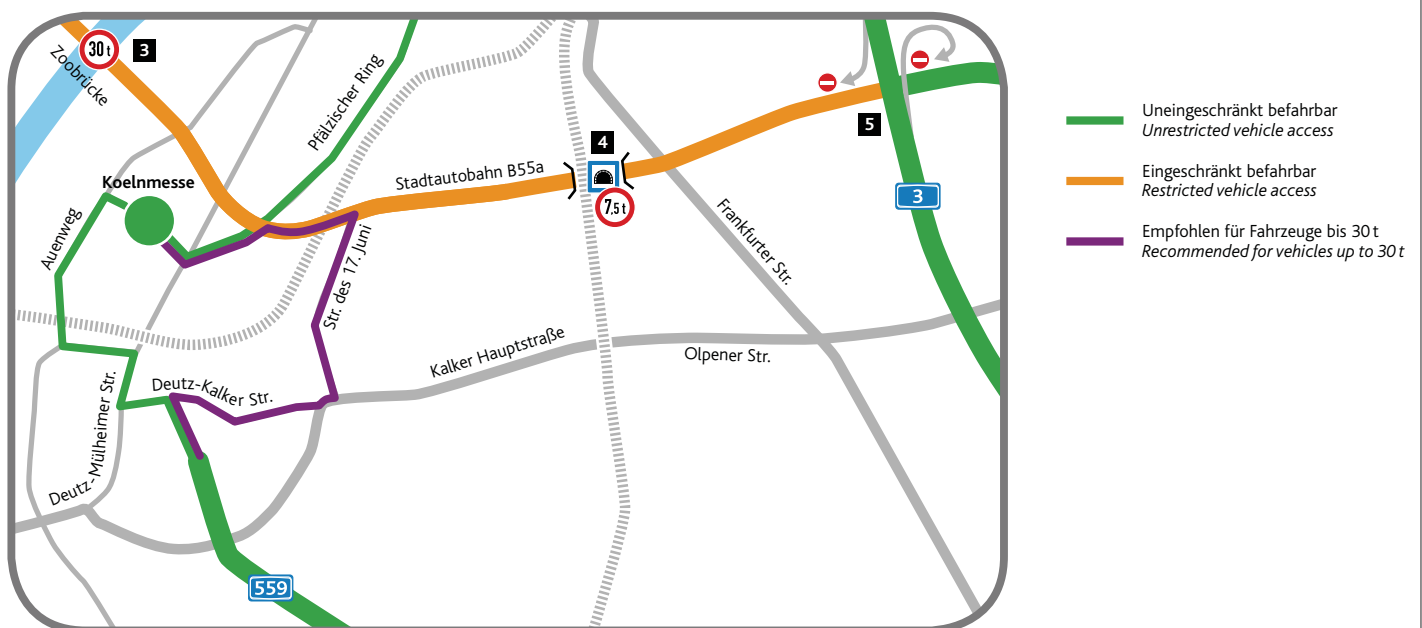 30 t
3
Zoobrücke
Pfälzischer Ring
Koelnmesse
Auenweg
Stadtautobahn B55a
4
7,5 t
5
3
Frankfurter Str.
Str. des 17. Juni
Kalker Hauptstraße
Olpener Str.
Deutz-Kalker Str.
Deutz-Mülheimer Str.
559
Uneingeschränkt befahrbar
Unrestricted vehicle access
Eingeschränkt befahrbar
Restricted vehicle access
Empfohlen für Fahrzeuge bis 30 t
Recommended for vehicles up to 30 t